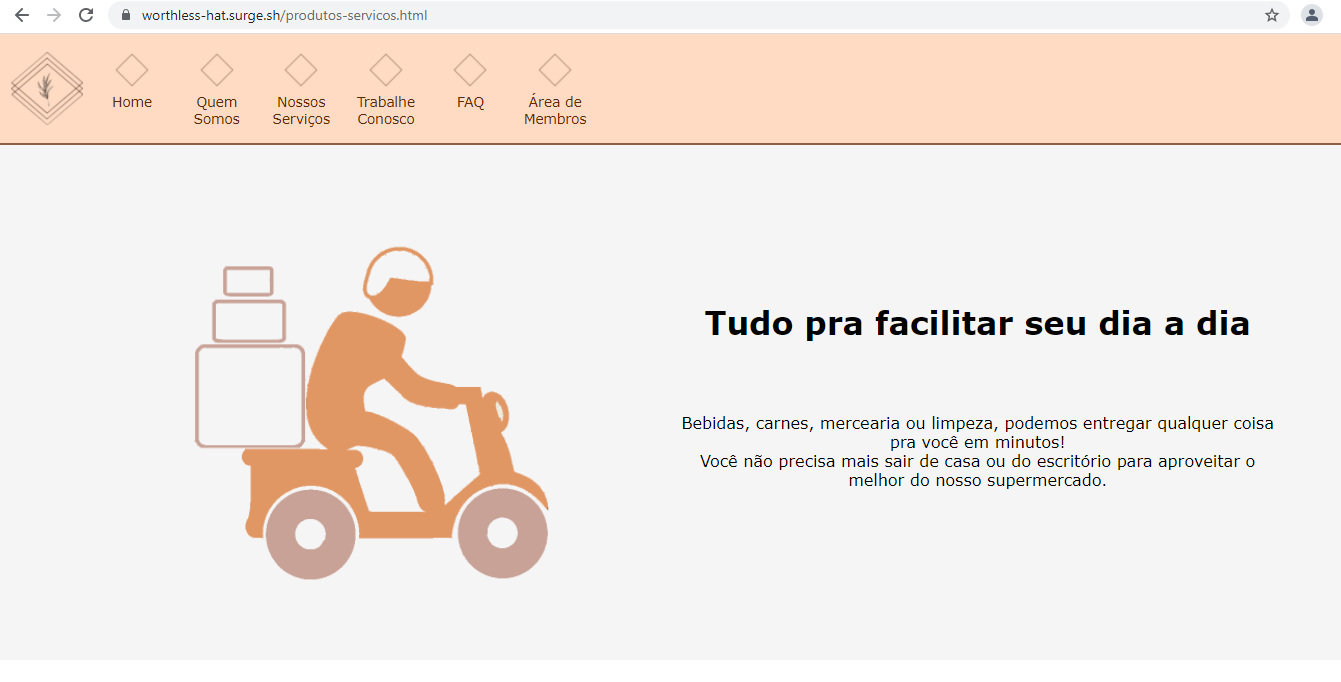 worthless-hat.surge.sh/produtos-servicos.html
Home
Quem
Somos
Nossos
Serviços
Trabalhe
Conosco
FAQ
Área de
Membros
Tudo pra facilitar seu dia a dia
Bebidas, carnes, mercearia ou limpeza, podemos entregar qualquer coisa
pra você em minutos!
Você não precisa mais sair de casa ou do escritório para aproveitar o
melhor do nosso supermercado.